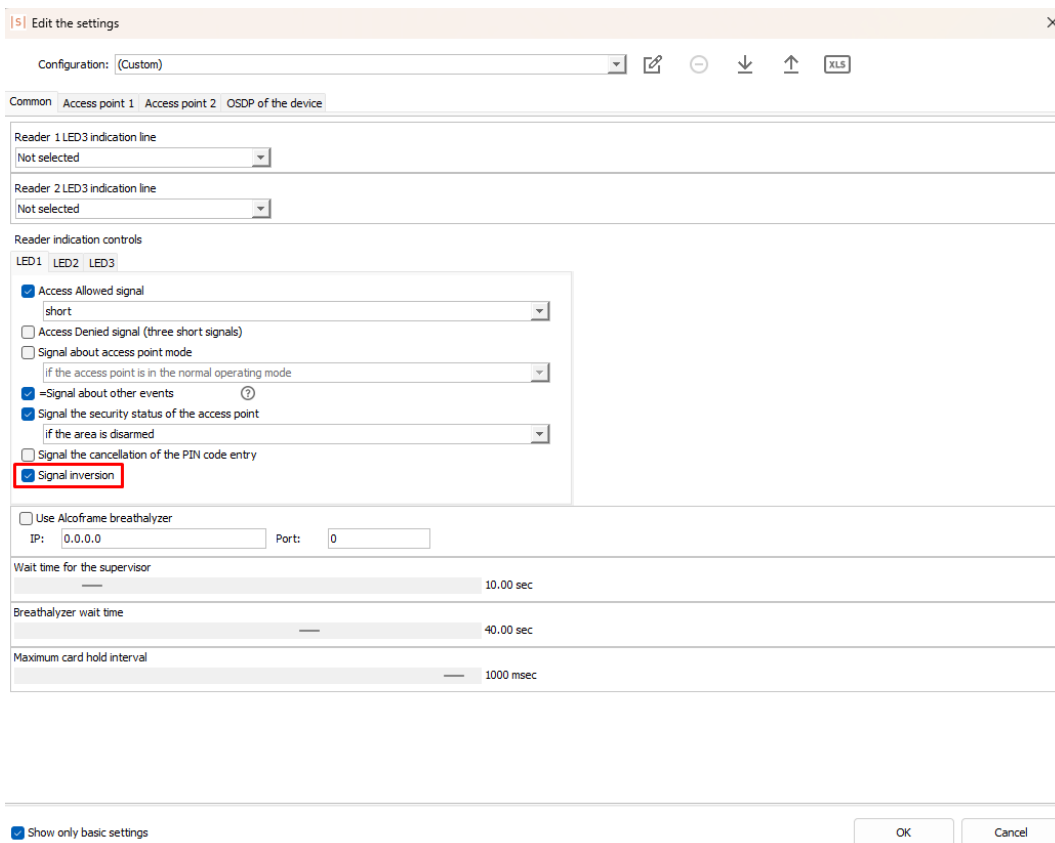 |S| Edit the settings
Configuration: (Custom) XLS
Common Access point 1 Access point 2 OSDP of the device
Reader 1 LED3 indication line
Not selected
Reader 2 LED3 indication line
Not selected
Reader indication controls
LED1 LED2 LED3
Access Allowed signal
short
Access Denied signal (three short signals)
Signal about access point mode
if the access point is in the normal operating mode
=Signal about other events ?
Signal the security status of the access point
if the area is disarmed
Signal the cancellation of the PIN code entry
Signal inversion
Use Alcoframe breathalyzer
IP: 0.0.0.0 Port: 0
Wait time for the supervisor
10.00 sec
Breathalyzer wait time
40.00 sec
Maximum card hold interval
1000 msec
Show only basic settings OK Cancel